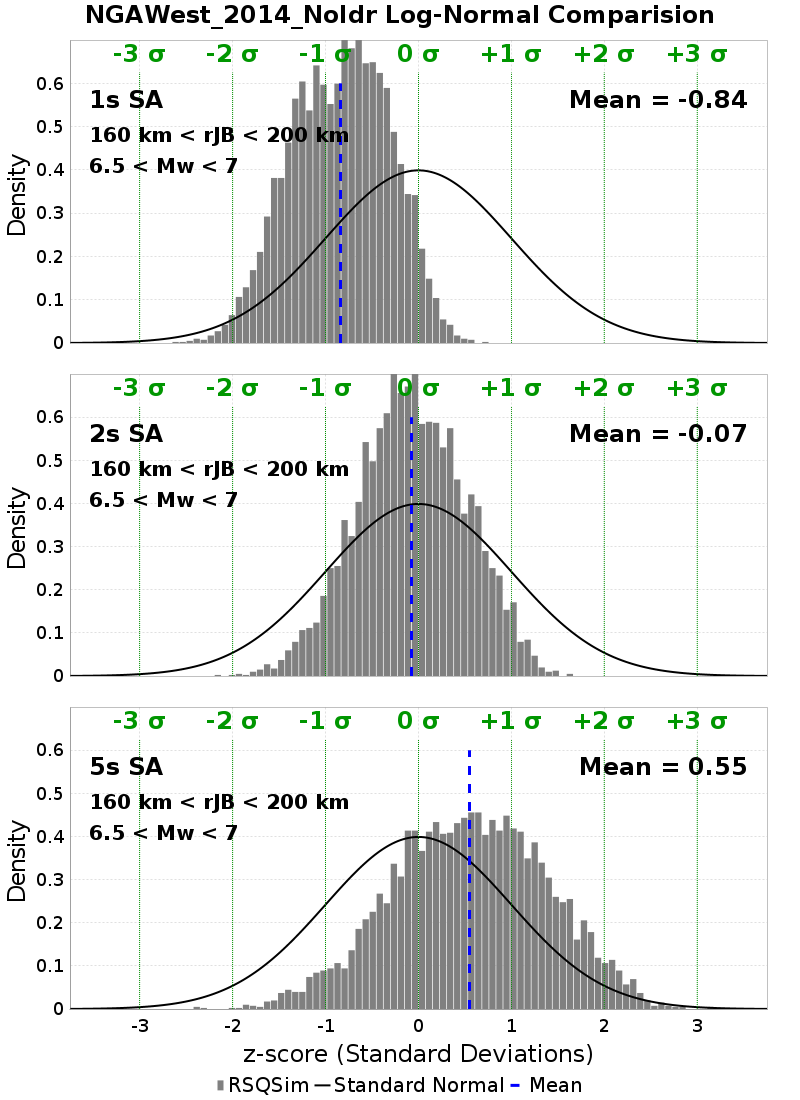 NGAWest_2014_NoIdr Log-Normal Comparision
-3 σ -2 σ -1 σ 0 σ +1 σ +2 σ +3 σ
1s SA
Mean = -0.84
160 km < rJB < 200 km
6.5 < Mw < 7
Density
0.6
0.5
0.4
0.3
0.2
0.1
0
-3 σ -2 σ -1 σ 0 σ +1 σ +2 σ +3 σ
2s SA
Mean = -0.07
160 km < rJB < 200 km
6.5 < Mw < 7
Density
0.6
0.5
0.4
0.3
0.2
0.1
0
-3 σ -2 σ -1 σ 0 σ +1 σ +2 σ +3 σ
5s SA
Mean = 0.55
160 km < rJB < 200 km
6.5 < Mw < 7
Density
0.6
0.5
0.4
0.3
0.2
0.1
0
-3 -2 -1 0 1 2 3
z-score (Standard Deviations)
RSQSim Standard Normal Mean